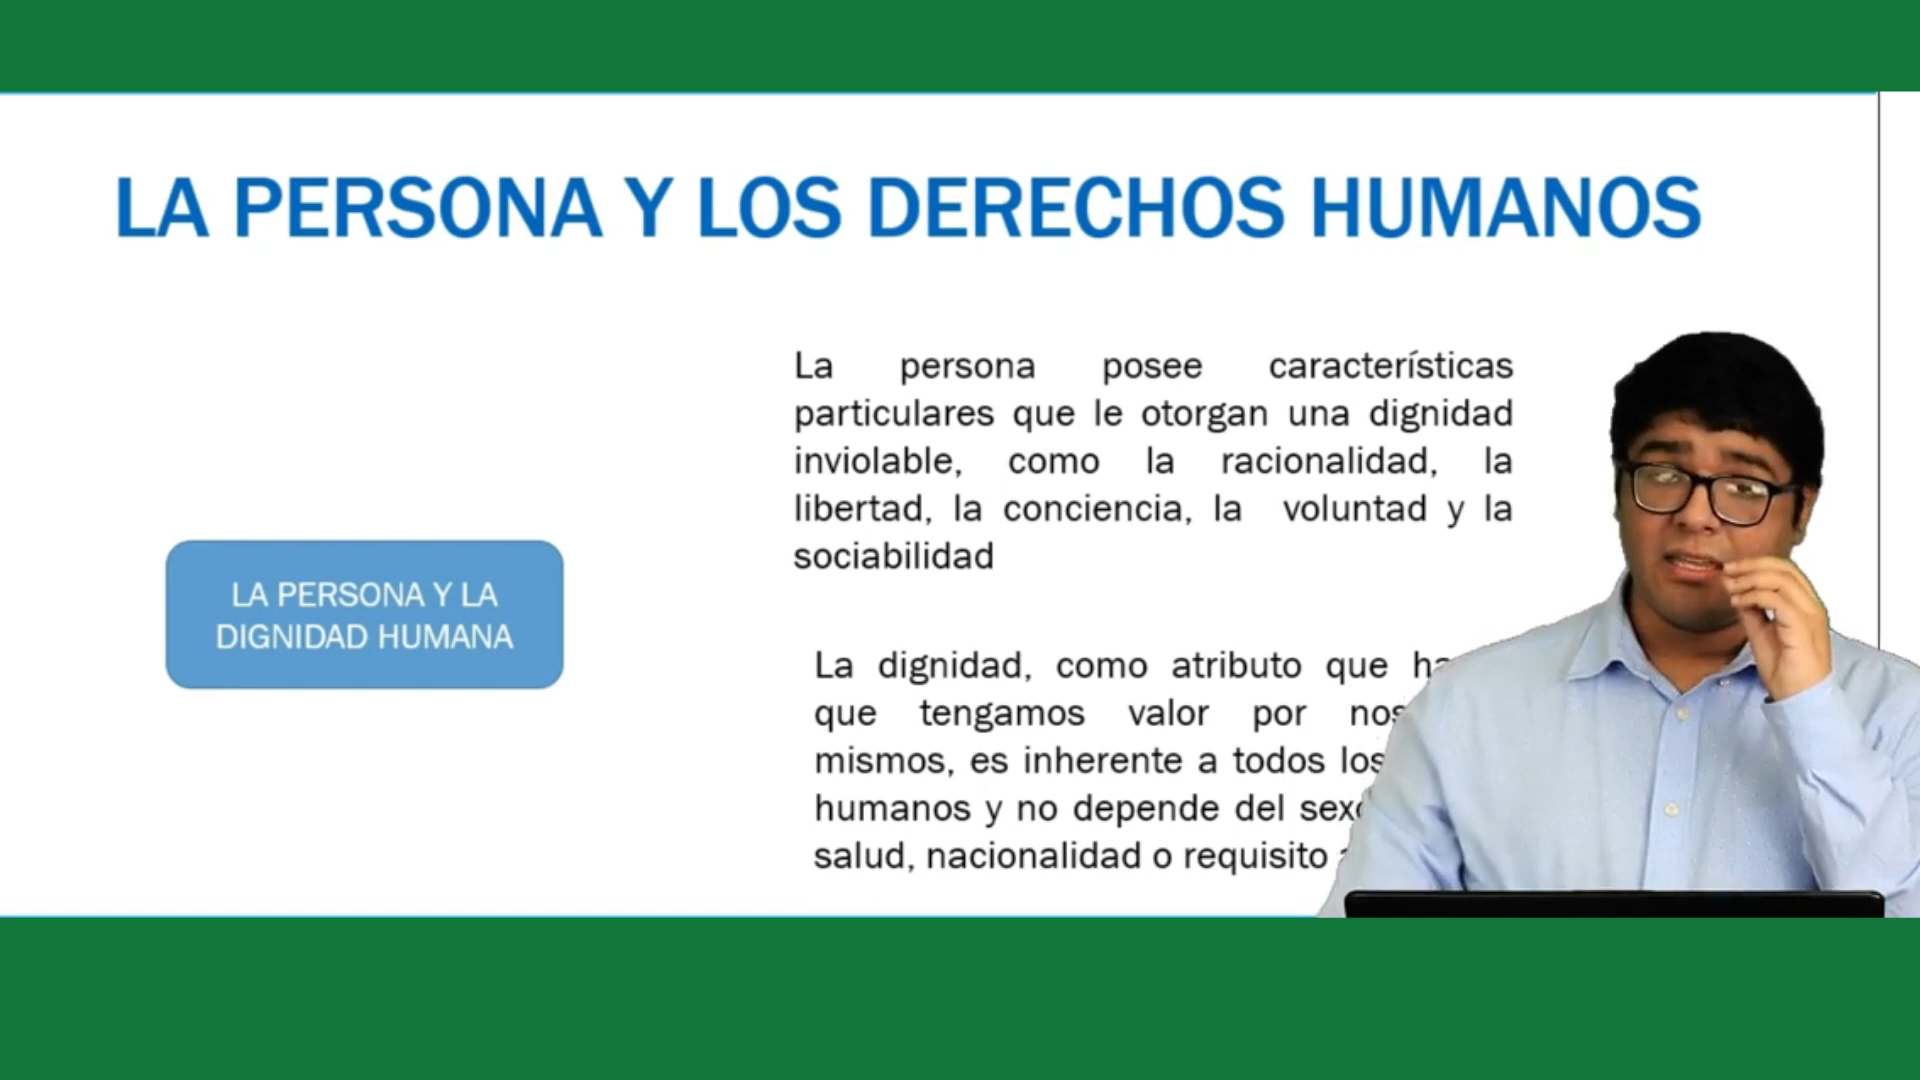 LA PERSONA Y LOS DERECHOS HUMANOS
La persona posee características
particulares que le otorgan una dignidad
inviolable, como la racionalidad, la
libertad, la conciencia, la voluntad y la
sociabilidad
LA PERSONA Y LA
DIGNIDAD HUMANA
La dignidad, como atributo que
que tengamos valor por
mismos, es inherente a todos los
humanos y no depende del
salud, nacionalidad o requisito